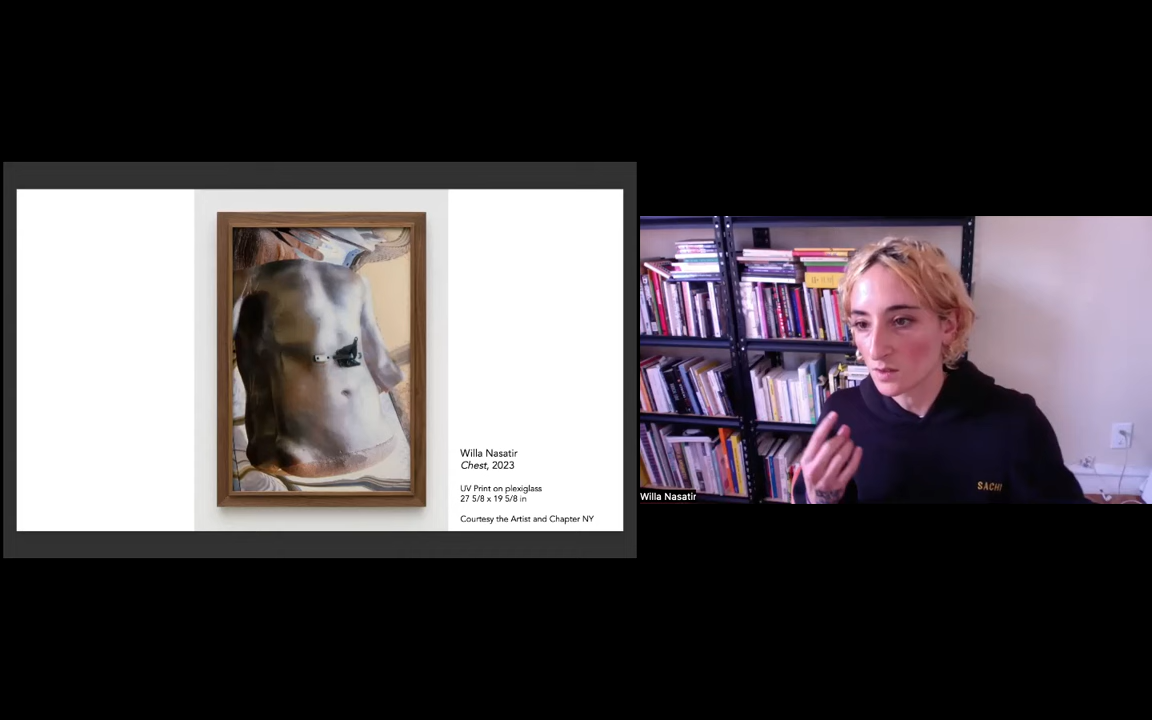 Willa Nasatir
Chest, 2023
UV Print on plexiglass
27 5/8 x 19 5/8 in
Courtesy the Artist and Chapter NY
Willa Nasatir
SACHI